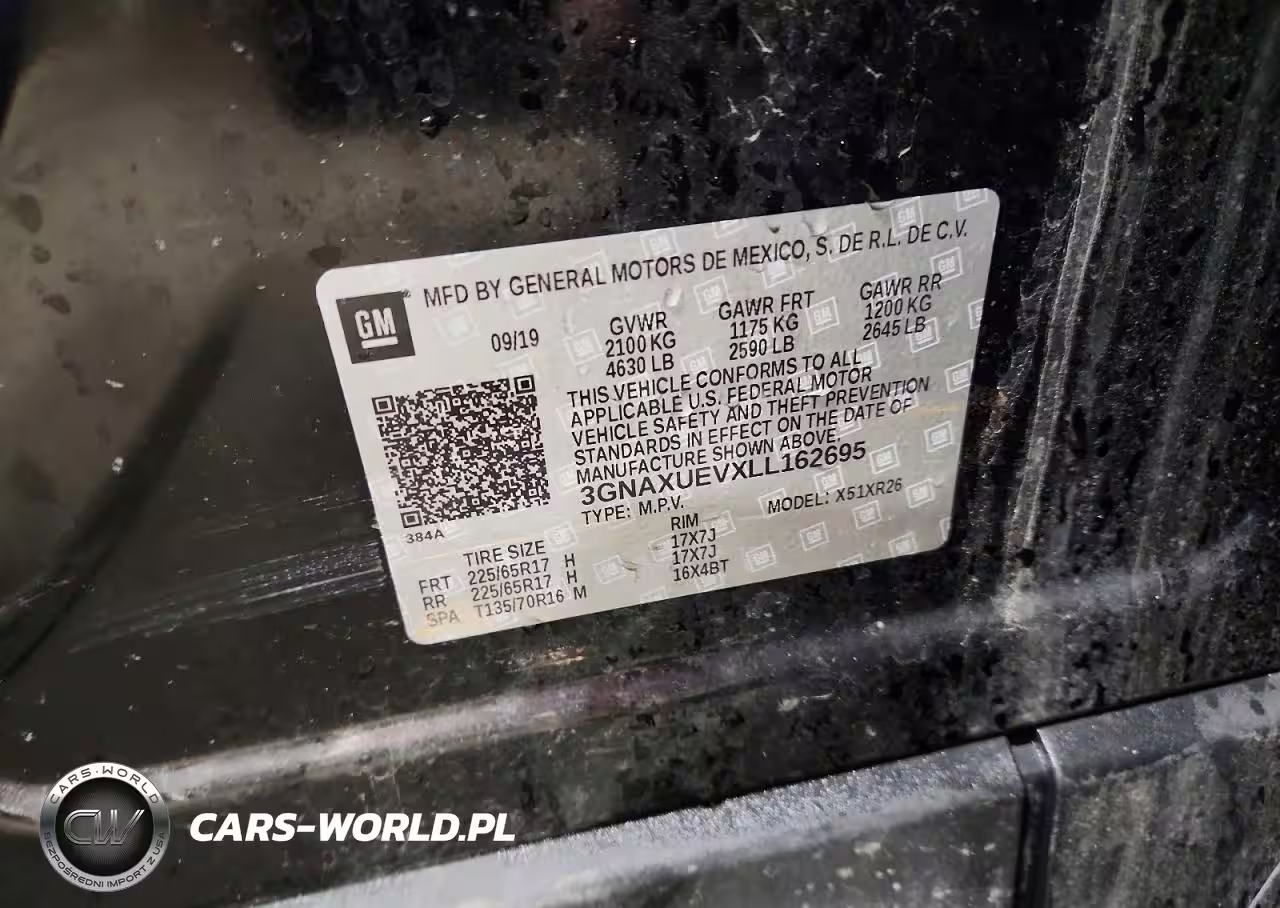 MFD BY GENERAL MOTORS DE MEXICO, S. DE R.L. DE C.V.
GM
09/19
GVWR GAWR FRT GAWR RR
2100 KG 1175 KG 1200 KG
4630 LB 2590 LB 2645 LB
THIS VEHICLE CONFORMS TO ALL
APPLICABLE U.S. FEDERAL MOTOR
VEHICLE SAFETY AND THEFT PREVENTION
STANDARDS IN EFFECT ON THE DATE OF
MANUFACTURE SHOWN ABOVE.
3GNAXUEVXLL162695
TYPE: M.P.V. MODEL: X51XR26
384A
TIRE SIZE RIM
FRT 225/65R17 H 17X7J
RR 225/65R17 H 17X7J
SPA T135/70R16 M 16X4BT
CARS-WORLD
CW
BEZPOŚREDNI IMPORT Z USA
CARS-WORLD.PL